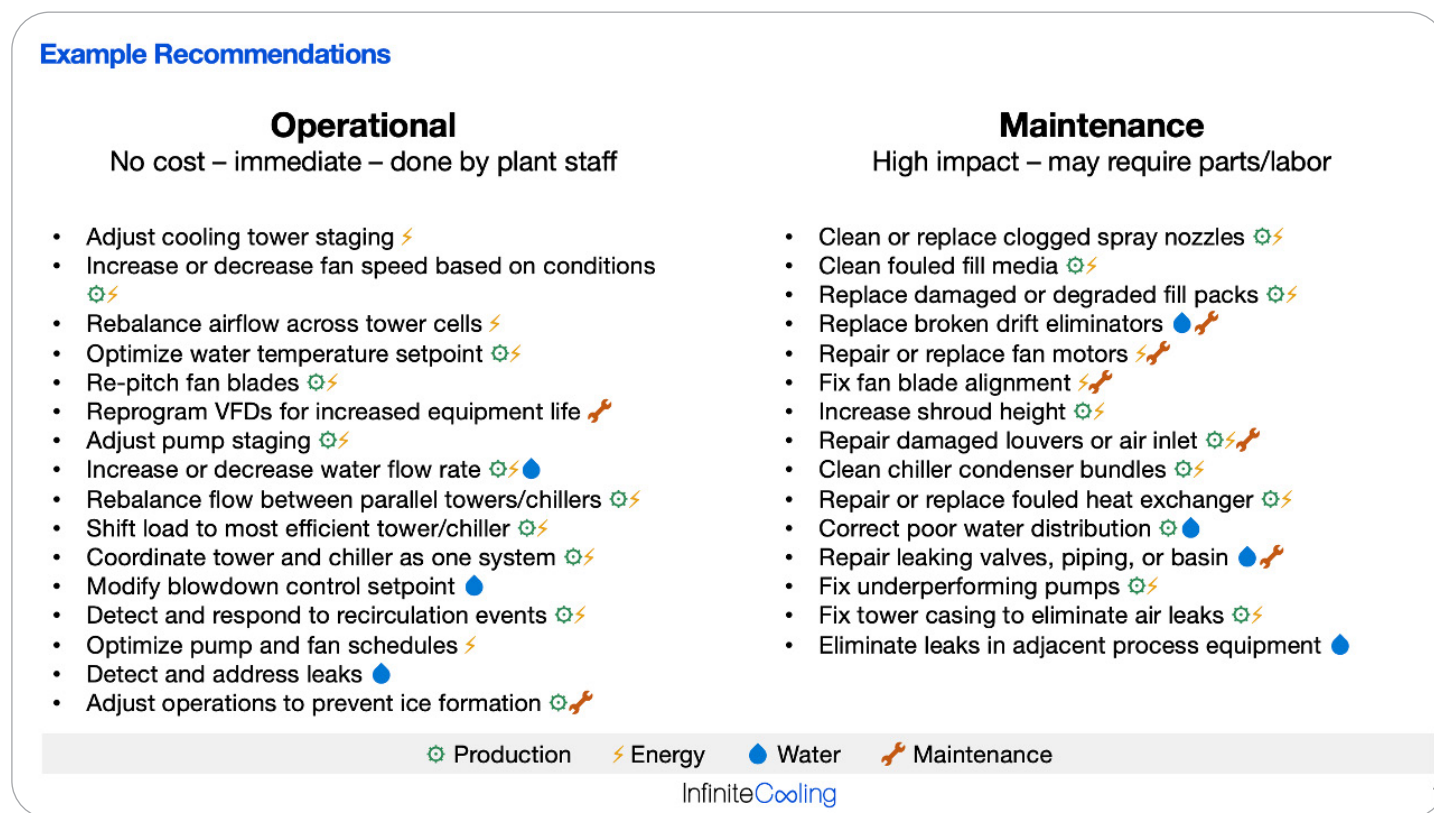 Example Recommendations
Operational
No cost – immediate – done by plant staff
• Adjust cooling tower staging
• Increase or decrease fan speed based on conditions
• Rebalance airflow across tower cells
• Optimize water temperature setpoint
• Re-pitch fan blades
• Reprogram VFDs for increased equipment life
• Adjust pump staging
• Increase or decrease water flow rate
• Rebalance flow between parallel towers/chillers
• Shift load to most efficient tower/chiller
• Coordinate tower and chiller as one system
• Modify blowdown control setpoint
• Detect and respond to recirculation events
• Optimize pump and fan schedules
• Detect and address leaks
• Adjust operations to prevent ice formation
Maintenance
High impact – may require parts/labor
• Clean or replace clogged spray nozzles
• Clean fouled fill media
• Replace damaged or degraded fill packs
• Replace broken drift eliminators
• Repair or replace fan motors
• Fix fan blade alignment
• Increase shroud height
• Repair damaged louvers or air inlet
• Clean chiller condenser bundles
• Repair or replace fouled heat exchanger
• Correct poor water distribution
• Repair leaking valves, piping, or basin
• Fix underperforming pumps
• Fix tower casing to eliminate air leaks
• Eliminate leaks in adjacent process equipment
Production Energy Water Maintenance
InfiniteCooling